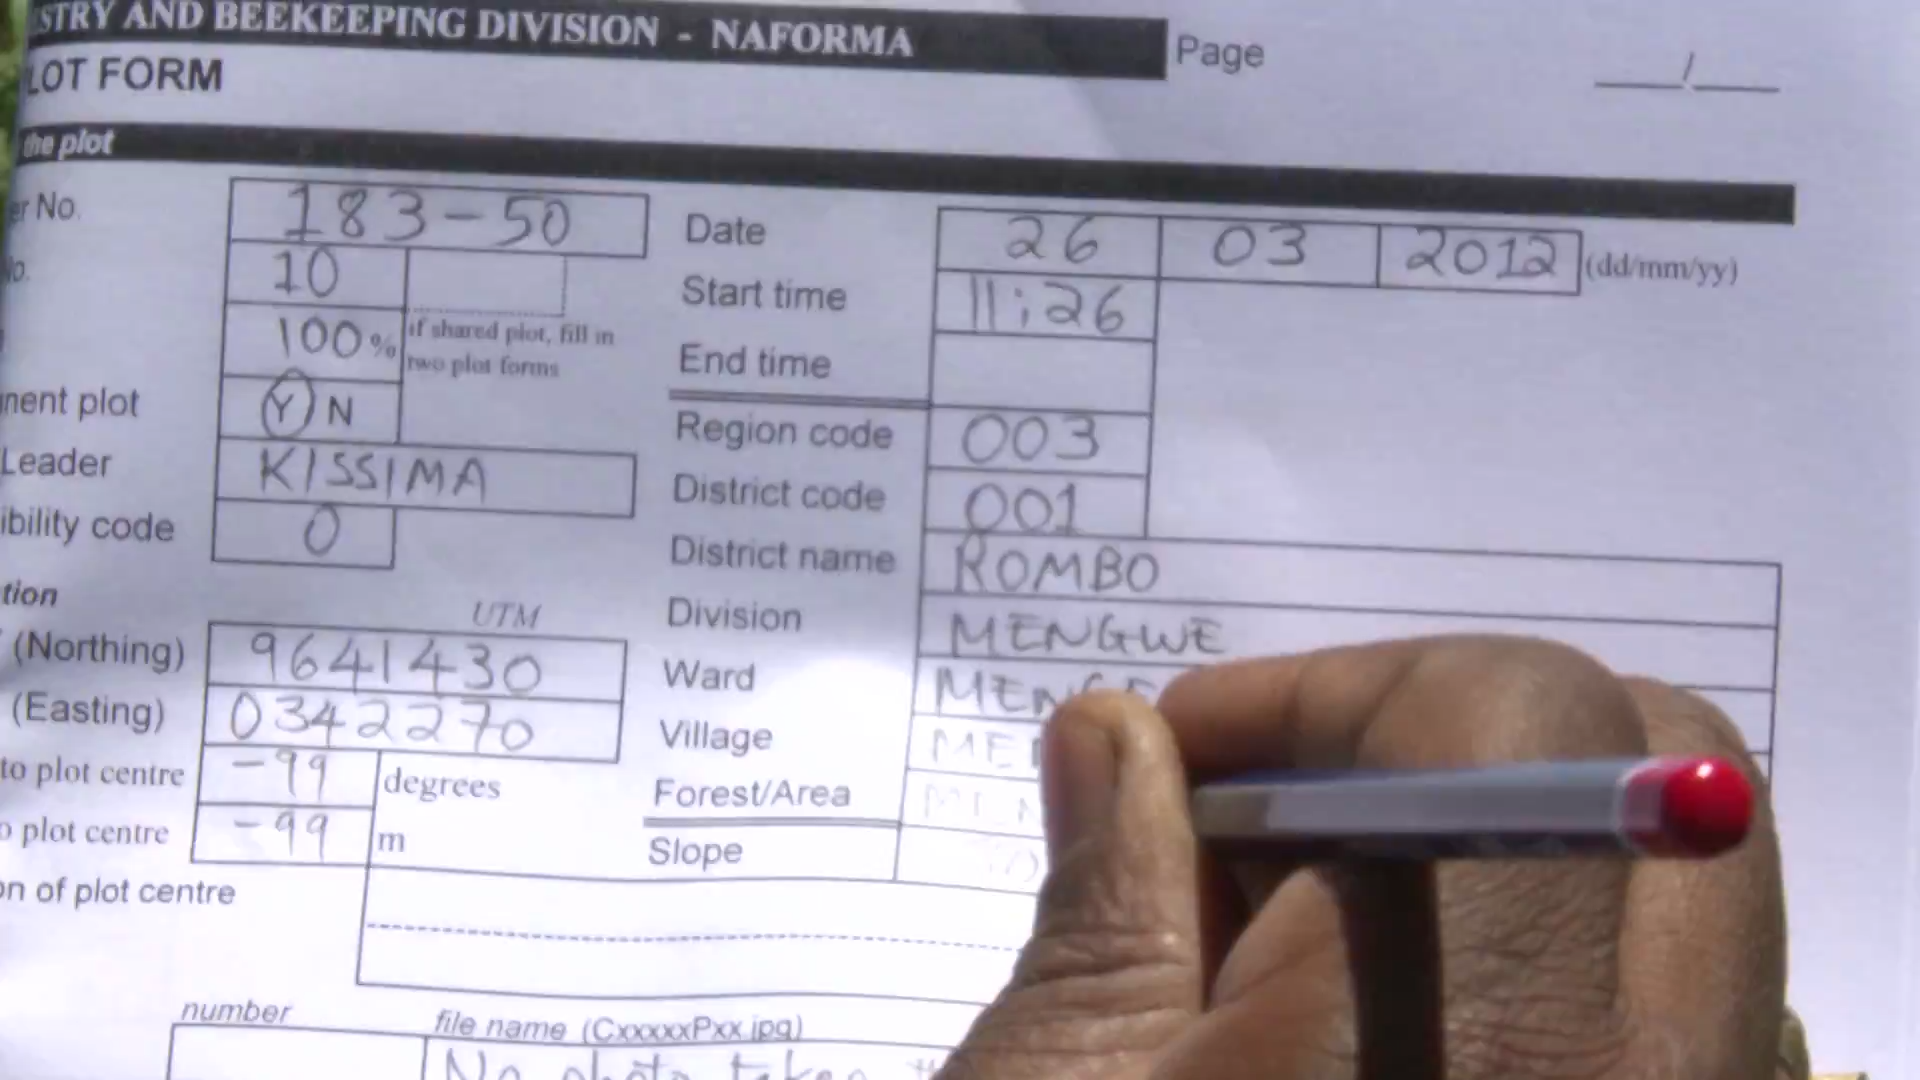 STRY AND BEEKEEPING DIVISION - NAFORMA
Page / 
LOT FORM
the plot
er No. 183-50
No. 10
100% if shared plot, fill in
two plot forms
nent plot Y N
Leader KISSIMA
ibility code 0
tion
UTM
(Northing) 9641430
(Easting) 0342270
to plot centre -99 degrees
o plot centre -99 m
on of plot centre
Date 26 03 2012 (dd/mm/yy)
Start time 11:26
End time
Region code 003
District code 001
District name ROMBO
Division MENGWE
Ward
Village
Forest/Area
Slope
number
file name (CxxxxxPxx.jpg)
No photo taken